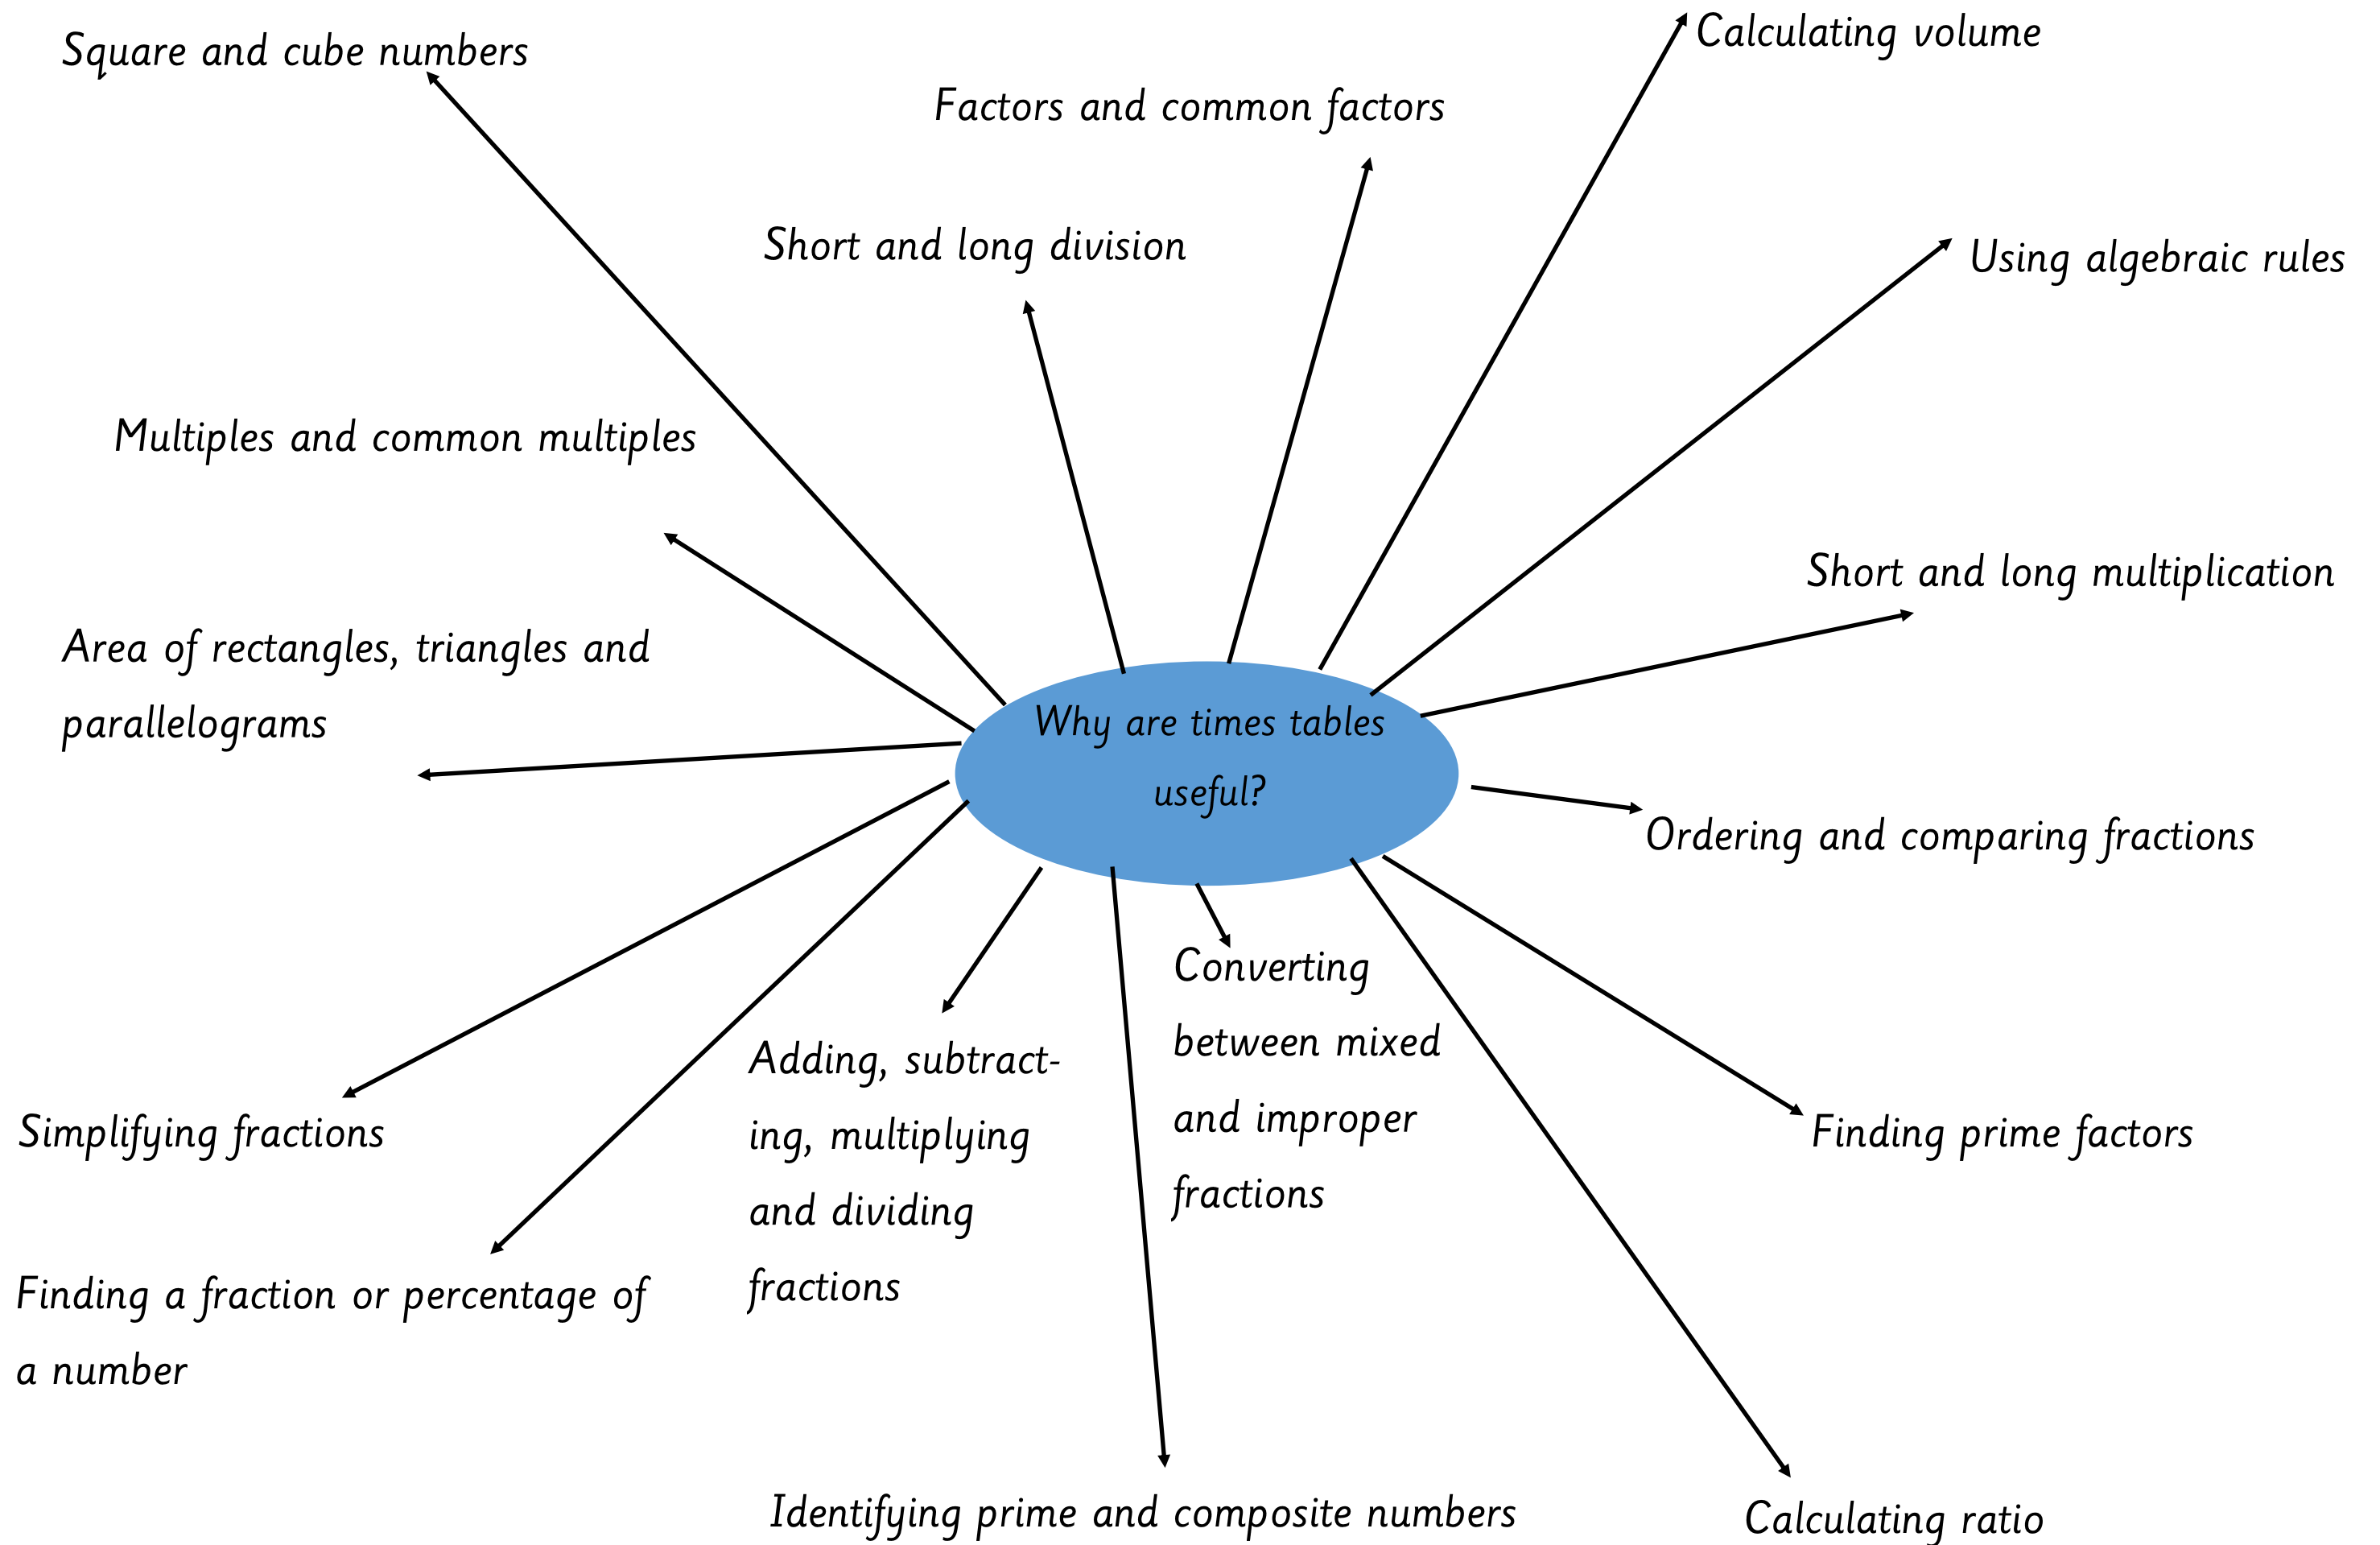 Square and cube numbers
Calculating volume
Factors and common factors
Short and long division
Using algebraic rules
Multiples and common multiples
Short and long multiplication
Area of rectangles, triangles and
parallelograms
Why are times tables
useful?
Ordering and comparing fractions
Converting
between mixed
and improper
fractions
Adding, subtract-
ing, multiplying
and dividing
fractions
Simplifying fractions
Finding prime factors
Finding a fraction or percentage of
a number
Identifying prime and composite numbers
Calculating ratio